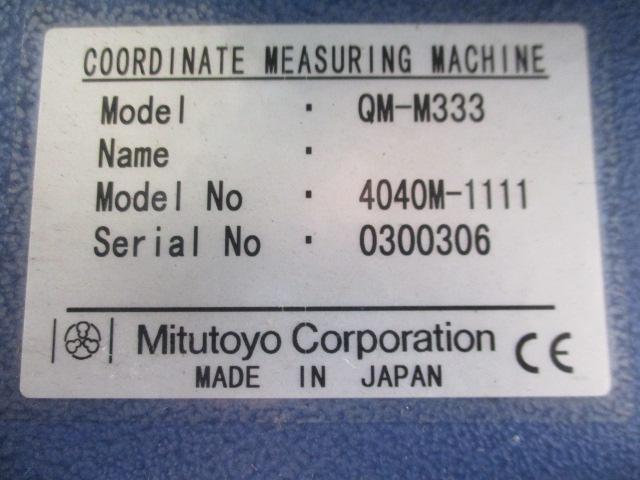 COORDINATE MEASURING MACHINE
Model · QM-M333
Name ·
Model No · 4040M-1111
Serial No · 0300306
Mitutoyo Corporation CE
MADE IN JAPAN